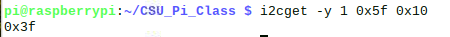 pi@raspberrypi:~/CSU_Pi_Class $ i2cget -y 1 0x5f 0x10
0x3f